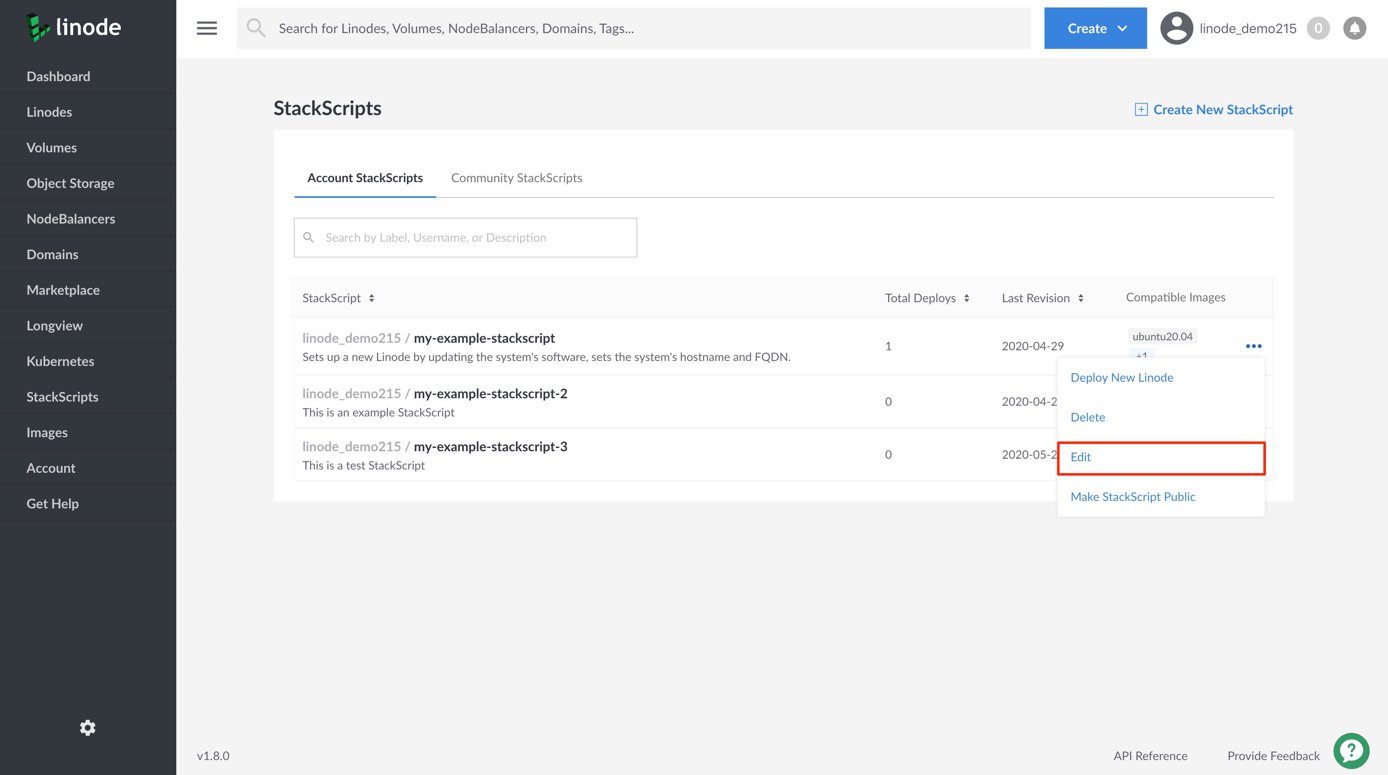 linode
Search for Linodes, Volumes, NodeBalancers, Domains, Tags...
Create
linode_demo215
0
Dashboard
Linodes
Volumes
Object Storage
NodeBalancers
Domains
Marketplace
Longview
Kubernetes
StackScripts
Images
Account
Get Help
StackScripts
Create New StackScript
Account StackScripts
Community StackScripts
Search by Label, Username, or Description
StackScript Total Deploys Last Revision Compatible Images
linode_demo215 / my-example-stackscript
Sets up a new Linode by updating the system's software, sets the system's hostname and FQDN.
1
2020-04-29
ubuntu20.04
+1
linode_demo215 / my-example-stackscript-2
This is an example StackScript
0
2020-04-2
linode_demo215 / my-example-stackscript-3
This is a test StackScript
0
2020-05-2
Deploy New Linode
Delete
Edit
Make StackScript Public
v1.8.0
API Reference
Provide Feedback
?